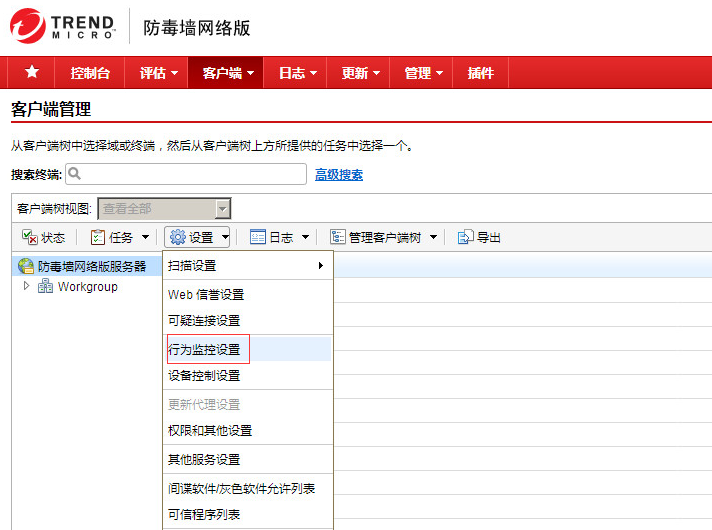 TREND MICRO 防毒墙网络版
控制台 评估 客户端 日志 更新 管理 插件
客户端管理
从客户端树中选择域或终端，然后从客户端树上方所提供的任务中选择一个。
搜索终端: 高级搜索
客户端树视图: 查看全部
状态 任务 设置 日志 管理客户端树 导出
防毒墙网络版服务器 扫描设置
Workgroup Web 信誉设置
可疑连接设置
行为监控设置
设备控制设置
更新代理设置
权限和其他设置
其他服务设置
间谍软件/灰色软件允许列表
可信程序列表